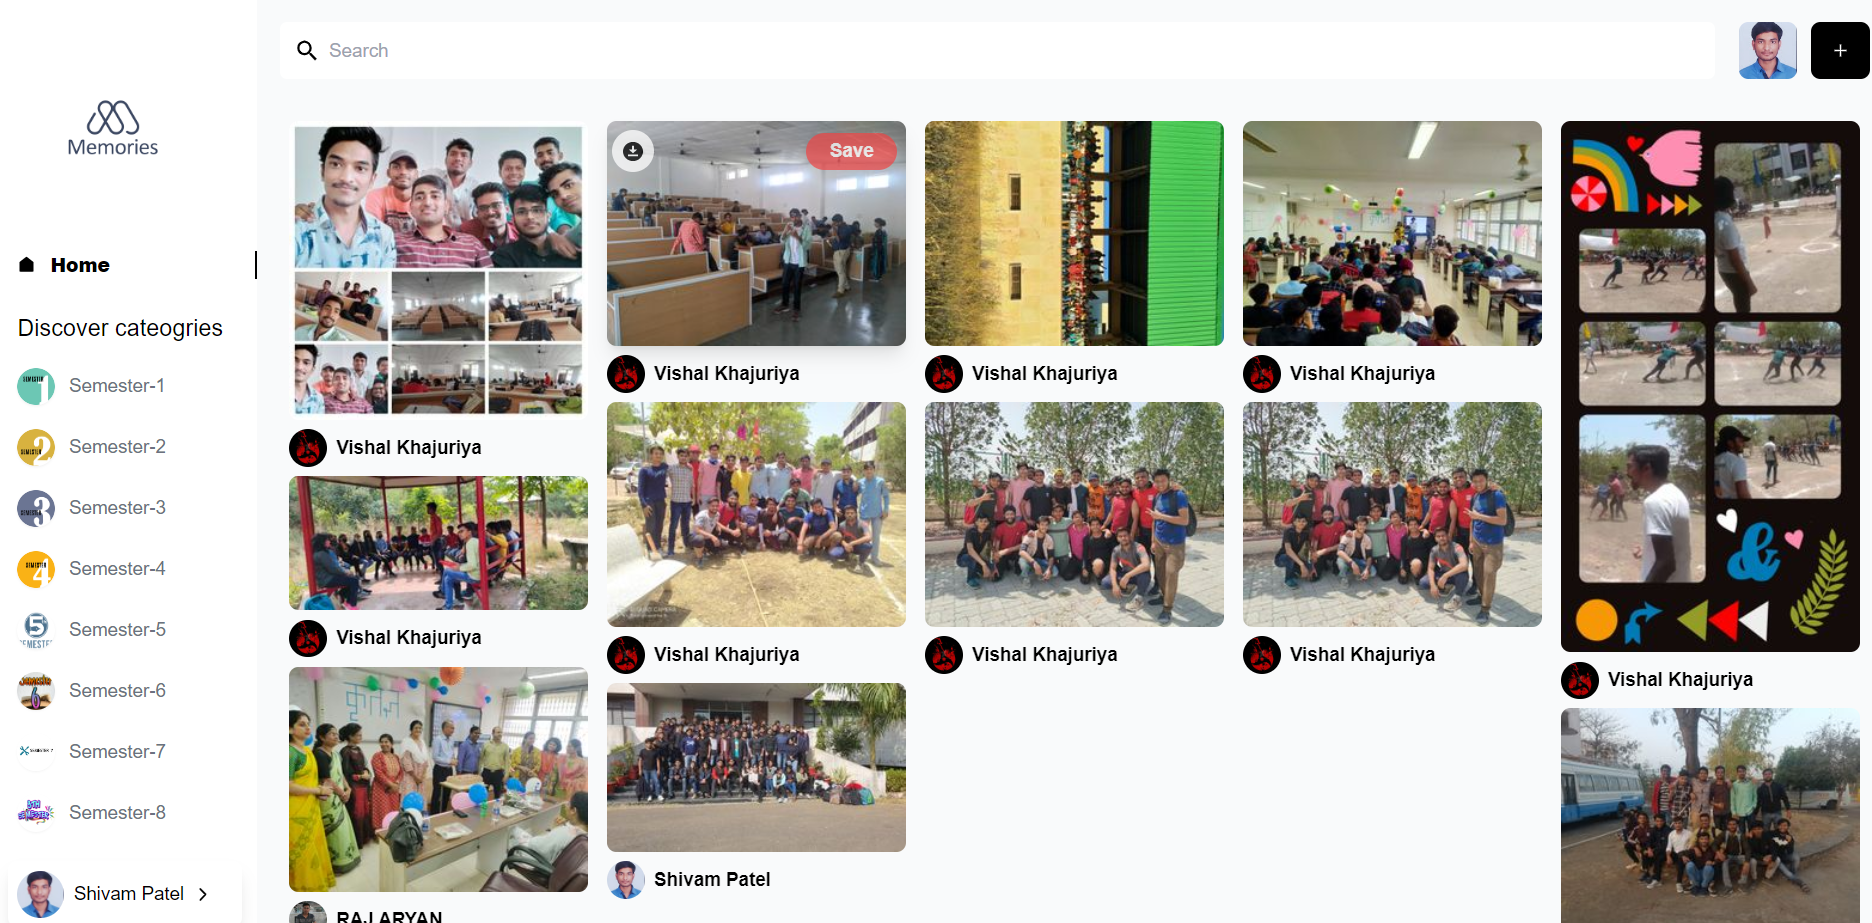 Search
+
Memories
Home
Discover cateogries
Semester-1
Semester-2
Semester-3
Semester-4
Semester-5
Semester-6
Semester-7
Semester-8
Shivam Patel
Vishal Khajuriya
Vishal Khajuriya
RAJ ARYAN
Save
Vishal Khajuriya
Vishal Khajuriya
Shivam Patel
Vishal Khajuriya
Vishal Khajuriya
Vishal Khajuriya
Vishal Khajuriya
&
Vishal Khajuriya